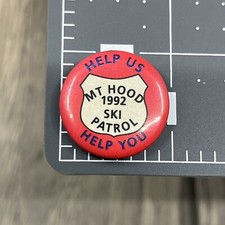 HELP US
MT HOOD
1992
SKI
PATROL
HELP YOU